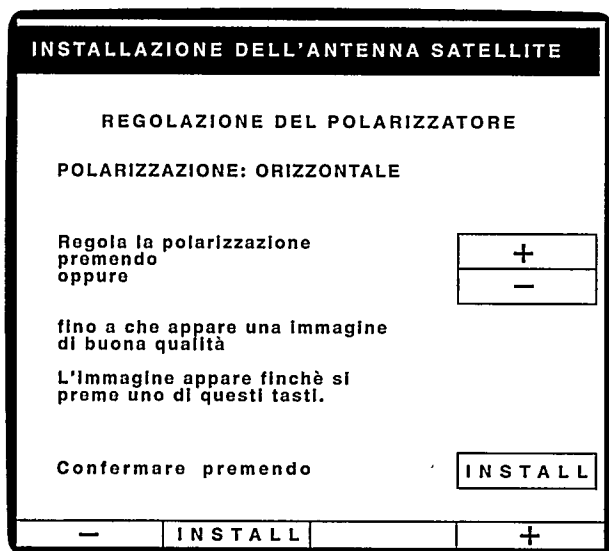 INSTALLAZIONE DELL'ANTENNA SATELLITE
REGOLAZIONE DEL POLARIZZATORE
POLARIZZAZIONE: ORIZZONTALE
Regola la polarizzazione
premendo +
oppure −
fino a che appare una immagine
di buona qualità
L'immagine appare finchè si
preme uno di questi tasti.
Confermare premendo INSTALL
− INSTALL +